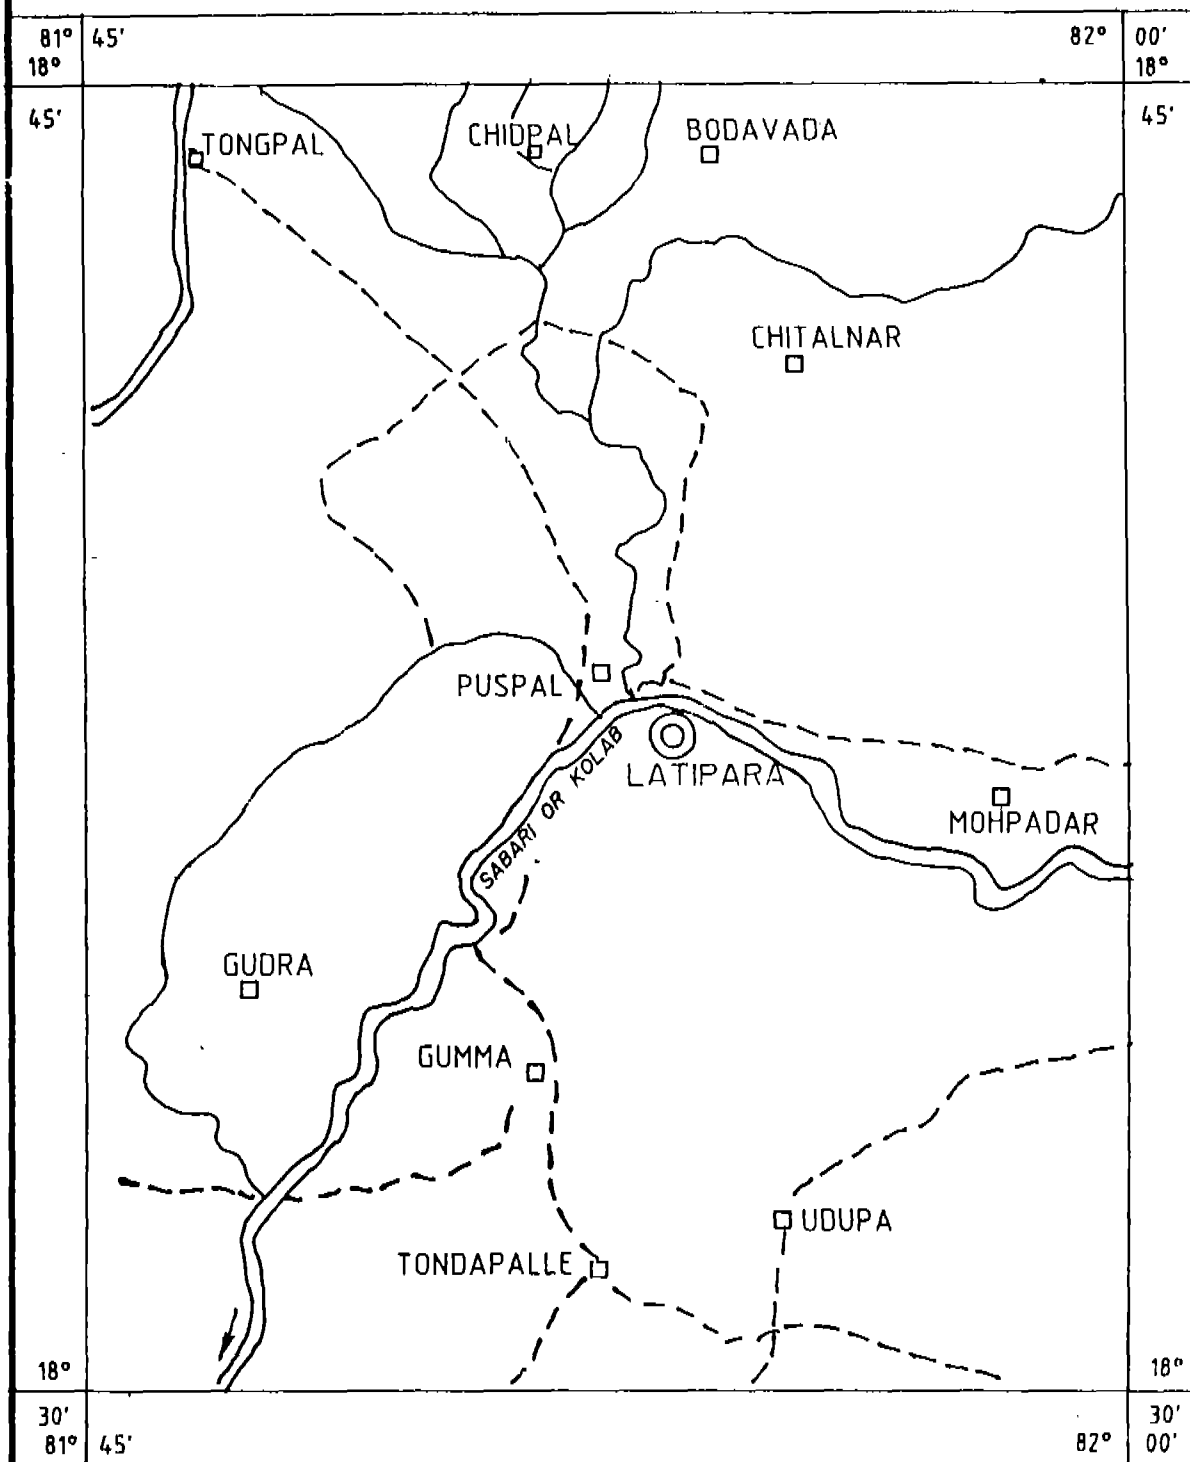 81° 45'
18°
45'
82° 00'
18°
45'
TONGPAL
CHIDPAL
BODAVADA
CHITALNAR
PUSPAL
LATIPARA
SABARI OR KOLAB
MOHPADAR
GUDRA
GUMMA
UDUPA
TONDAPALLE
18°
30'
81° 45'
18°
30'
82° 00'